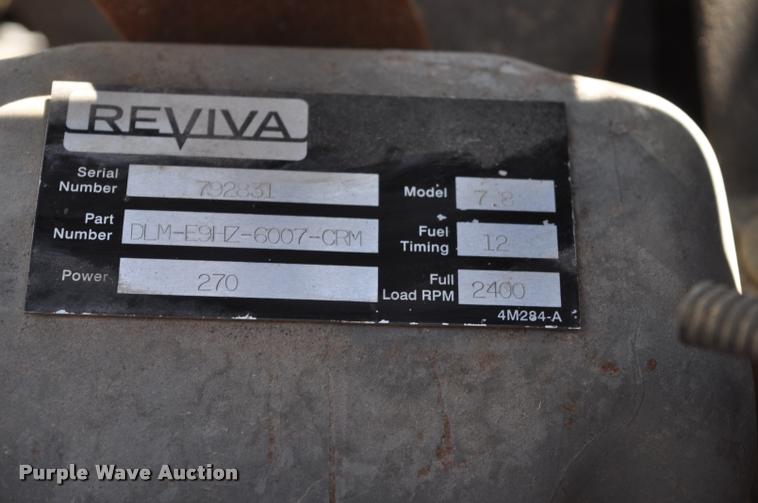 REVIVA
Serial Number 792831 Model 7.8
Part Number DLM-E9HZ-6007-CRM Fuel Timing 12
Power 270 Full Load RPM 2400
4M284-A
Purple Wave Auction